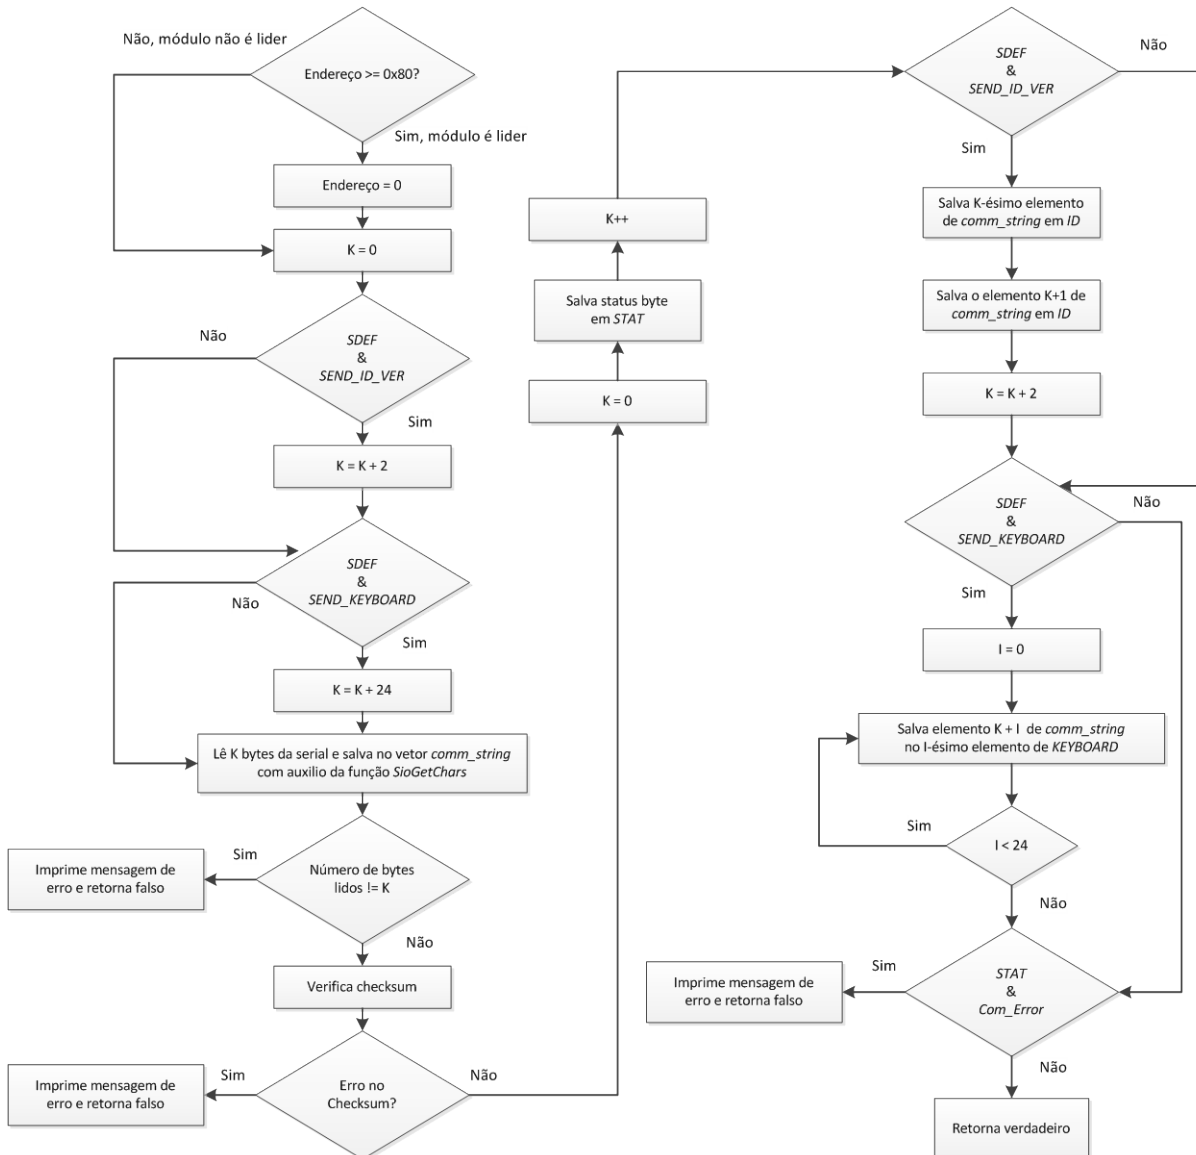 Não, módulo não é lider
Endereço >= 0x80?
Sim, módulo é lider
Endereço = 0
K = 0
Não
SDEF
&
SEND_ID_VER
Sim
K = K + 2
SDEF
&
SEND_KEYBOARD
Não
Sim
K = K + 24
Lê K bytes da serial e salva no vetor comm_string
com auxilio da função SioGetChars
Sim
Número de bytes
lidos != K
Imprime mensagem de
erro e retorna falso
Não
Verifica checksum
Sim
Erro no
Checksum?
Não
Imprime mensagem de
erro e retorna falso
K = 0
Salva status byte
em STAT
K++
SDEF
&
SEND_ID_VER
Não
Sim
Salva K-ésimo elemento
de comm_string em ID
Salva o elemento K+1 de
comm_string em ID
K = K + 2
SDEF
&
SEND_KEYBOARD
Não
Sim
I = 0
Salva elemento K + I de comm_string
no I-ésimo elemento de KEYBOARD
Sim
I < 24
Não
STAT
&
Com_Error
Sim
Imprime mensagem de
erro e retorna falso
Não
Retorna verdadeiro